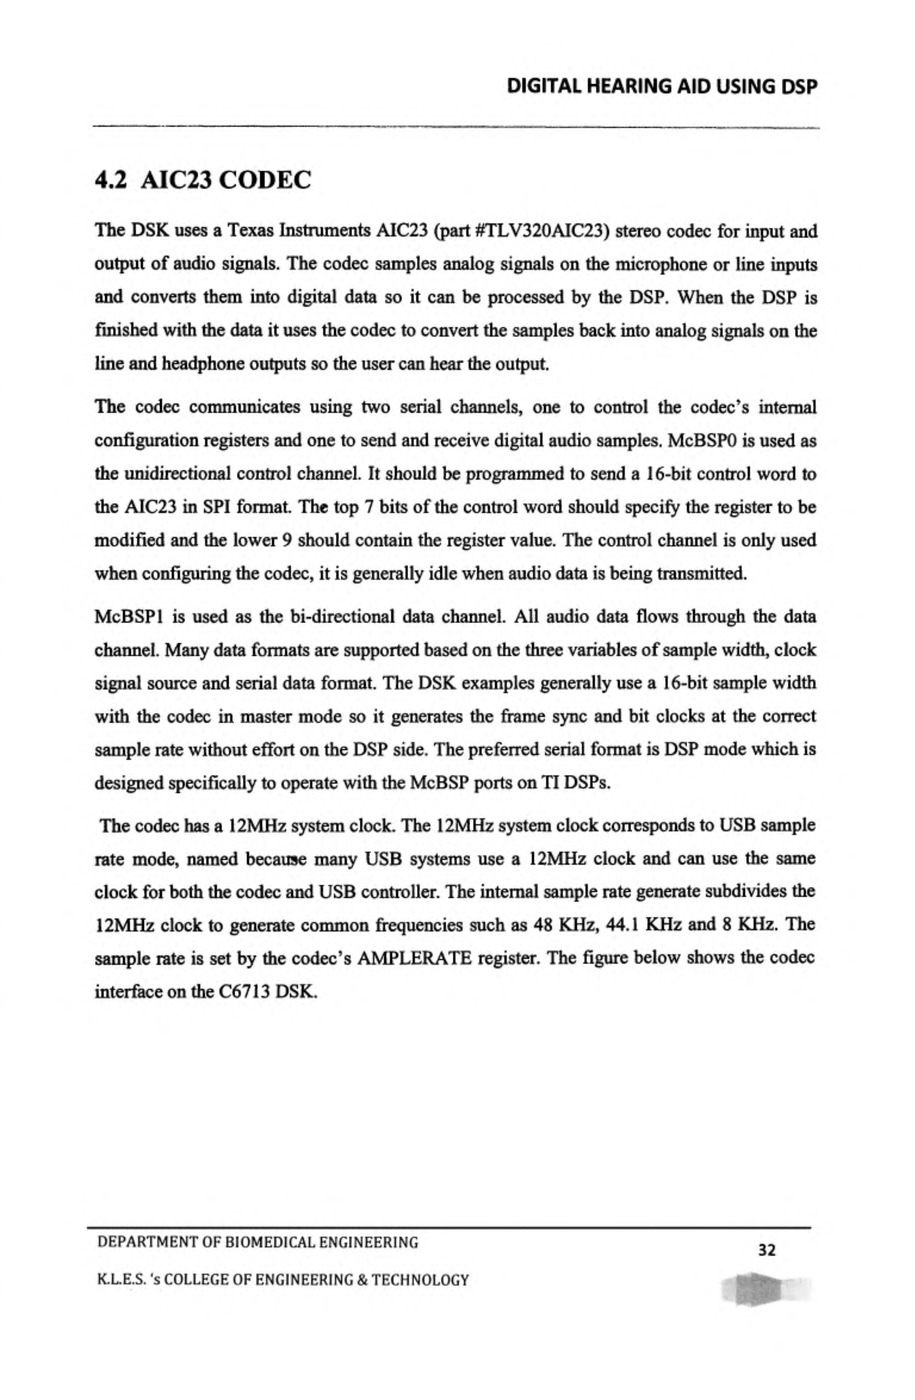 DIGITAL HEARING AID USING DSP
4.2 AIC23 CODEC
The DSK uses a Texas Instruments AIC23 (part #TLV320AIC23) stereo codec for input and
output of audio signals. The codec samples analog signals on the microphone or line inputs
and converts them into digital data so it can be processed by the DSP. When the DSP is
finished with the data it uses the codec to convert the samples back into analog signals on the
line and headphone outputs so the user can hear the output.
The codec communicates using two serial channels, one to control the codec's internal
configuration registers and one to send and receive digital audio samples. McBSP0 is used as
the unidirectional control channel. It should be programmed to send a 16-bit control word to
the AIC23 in SPI format. The top 7 bits of the control word should specify the register to be
modified and the lower 9 should contain the register value. The control channel is only used
when configuring the codec, it is generally idle when audio data is being transmitted.
McBSP1 is used as the bi-directional data channel. All audio data flows through the data
channel. Many data formats are supported based on the three variables of sample width, clock
signal source and serial data format. The DSK examples generally use a 16-bit sample width
with the codec in master mode so it generates the frame sync and bit clocks at the correct
sample rate without effort on the DSP side. The preferred serial format is DSP mode which is
designed specifically to operate with the McBSP ports on TI DSPs.
The codec has a 12MHz system clock. The 12MHz system clock corresponds to USB sample
rate mode, named because many USB systems use a 12MHz clock and can use the same
clock for both the codec and USB controller. The internal sample rate generate subdivides the
12MHz clock to generate common frequencies such as 48 KHz, 44.1 KHz and 8 KHz. The
sample rate is set by the codec's AMPLERATE register. The figure below shows the codec
interface on the C6713 DSK.
DEPARTMENT OF BIOMEDICAL ENGINEERING
32
K.L.E.S. 's COLLEGE OF ENGINEERING & TECHNOLOGY